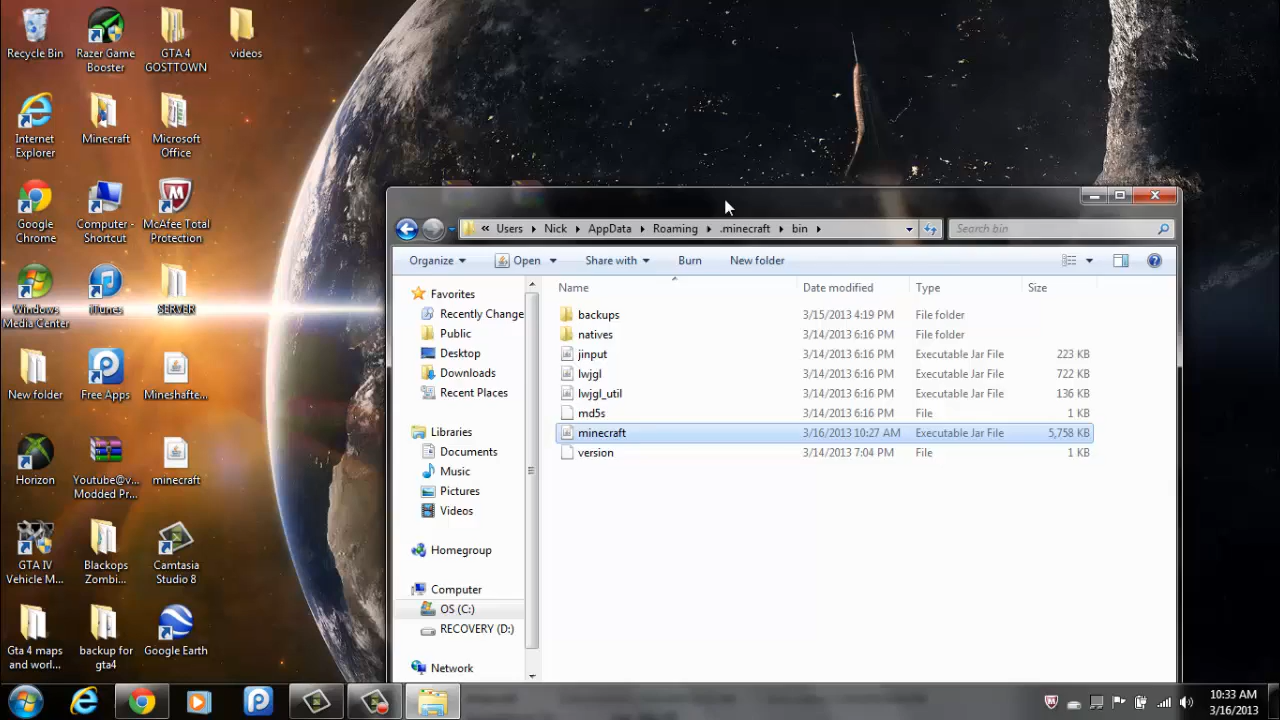 Recycle Bin
Razer Game
Booster
GTA 4
GOSTTOWN
videos
Internet
Explorer
Minecraft
Microsoft
Office
Google
Chrome
Computer -
Shortcut
McAfee Total
Protection
Windows
Media Center
iTunes
SERVER
New folder
Free Apps
Mineshafte...
Horizon
Youtube@v...
Modded Pr...
minecraft
GTA IV
Vehicle M...
Blackops
Zombi...
Camtasia
Studio 8
Gta 4 maps
and worl...
backup for
gta4
Google Earth
« Users Nick AppData Roaming .minecraft bin
Search bin
Organize Open Share with Burn New folder
Favorites
Recently Change
Public
Desktop
Downloads
Recent Places
Libraries
Documents
Music
Pictures
Videos
Homegroup
Computer
OS (C:)
RECOVERY (D:)
Network
Name Date modified Type Size
backups 3/15/2013 4:19 PM File folder
natives 3/14/2013 6:16 PM File folder
jinput 3/14/2013 6:16 PM Executable Jar File 223 KB
lwjgl 3/14/2013 6:16 PM Executable Jar File 722 KB
lwjgl_util 3/14/2013 6:16 PM Executable Jar File 136 KB
md5s 3/14/2013 6:16 PM File 1 KB
minecraft 3/16/2013 10:27 AM Executable Jar File 5,758 KB
version 3/14/2013 7:04 PM File 1 KB
10:33 AM
3/16/2013